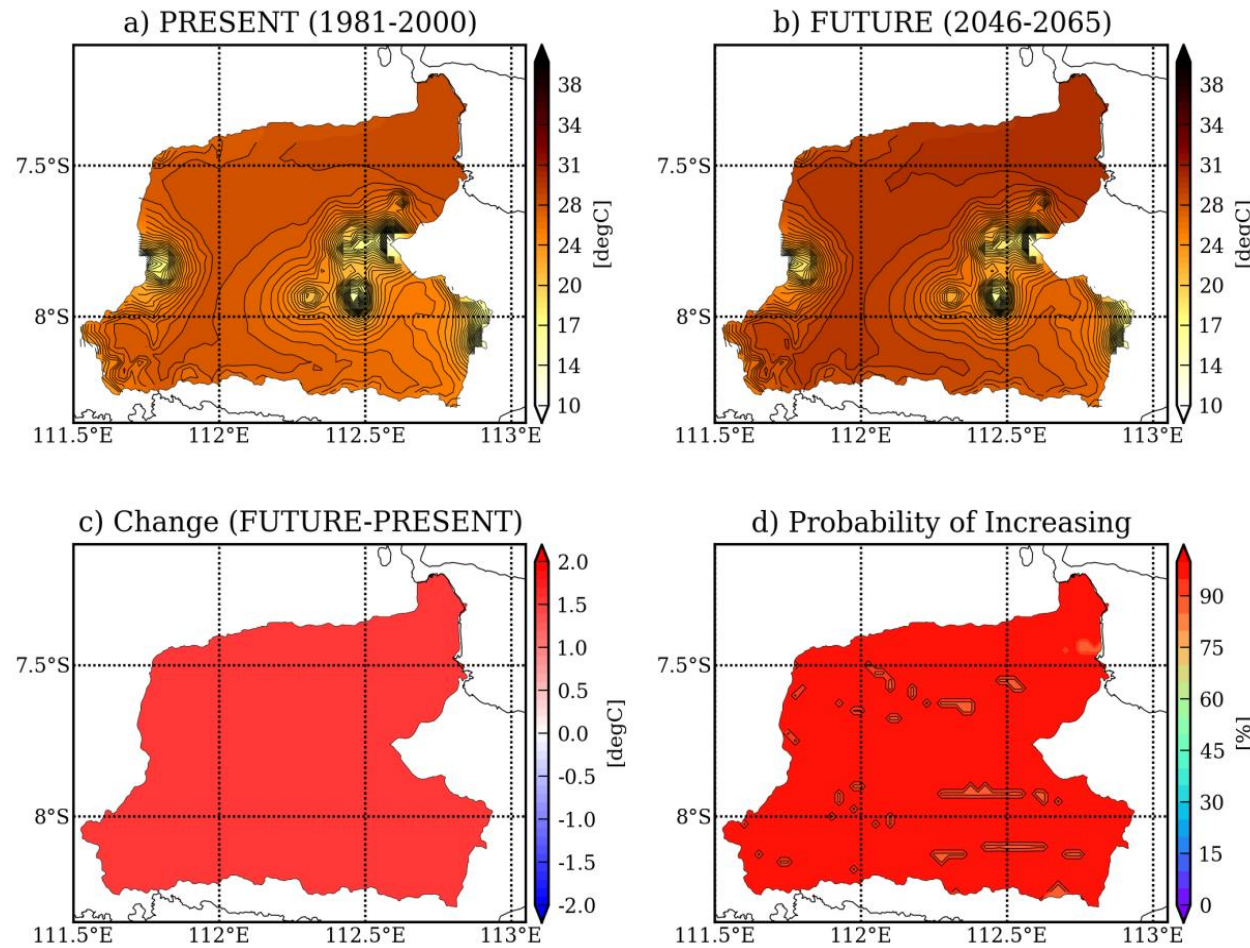 a) PRESENT (1981-2000)
b) FUTURE (2046-2065)
7.5°S
8°S
111.5°E 112°E 112.5°E 113°E
38
34
31
28
24
20
17
14
10
[degC]
7.5°S
8°S
111.5°E 112°E 112.5°E 113°E
38
34
31
28
24
20
17
14
10
[degC]
c) Change (FUTURE-PRESENT)
d) Probability of Increasing
7.5°S
8°S
111.5°E 112°E 112.5°E 113°E
2.0
1.5
1.0
0.5
0.0
-0.5
-1.0
-1.5
-2.0
[degC]
7.5°S
8°S
111.5°E 112°E 112.5°E 113°E
90
75
60
45
30
15
0
[%]